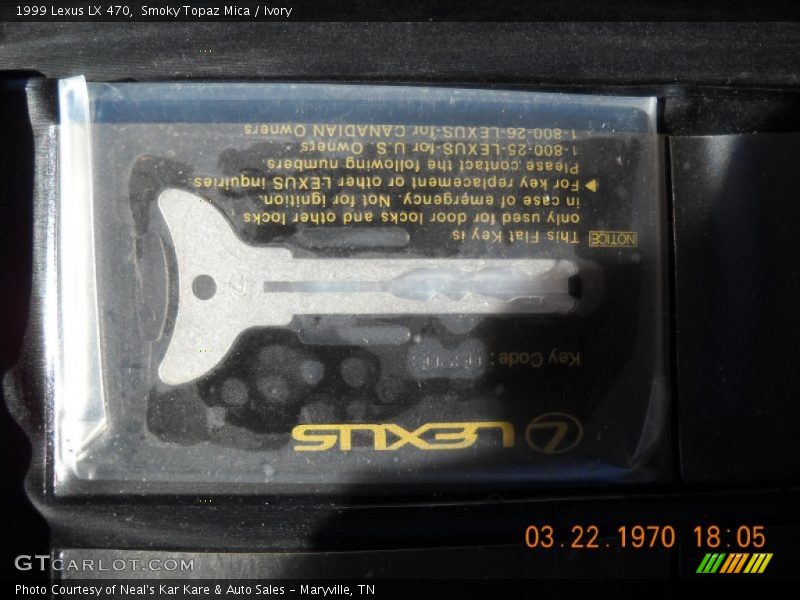 1999 Lexus LX 470,  Smoky Topaz Mica / Ivory
LEXUS
Key Code :
NOTICE This Flat Key is
only used for door locks and other locks
in case of emergency. Not for ignition.
▶ For key replacement or other LEXUS inquiries
Please contact the following numbers
1-800-25-LEXUS-for U.S. Owners
1-800-26-LEXUS-for CANADIAN Owners
03.22.1970 18:05
GTCARLOT.COM
Photo Courtesy of Neal's Kar Kare & Auto Sales - Maryville, TN